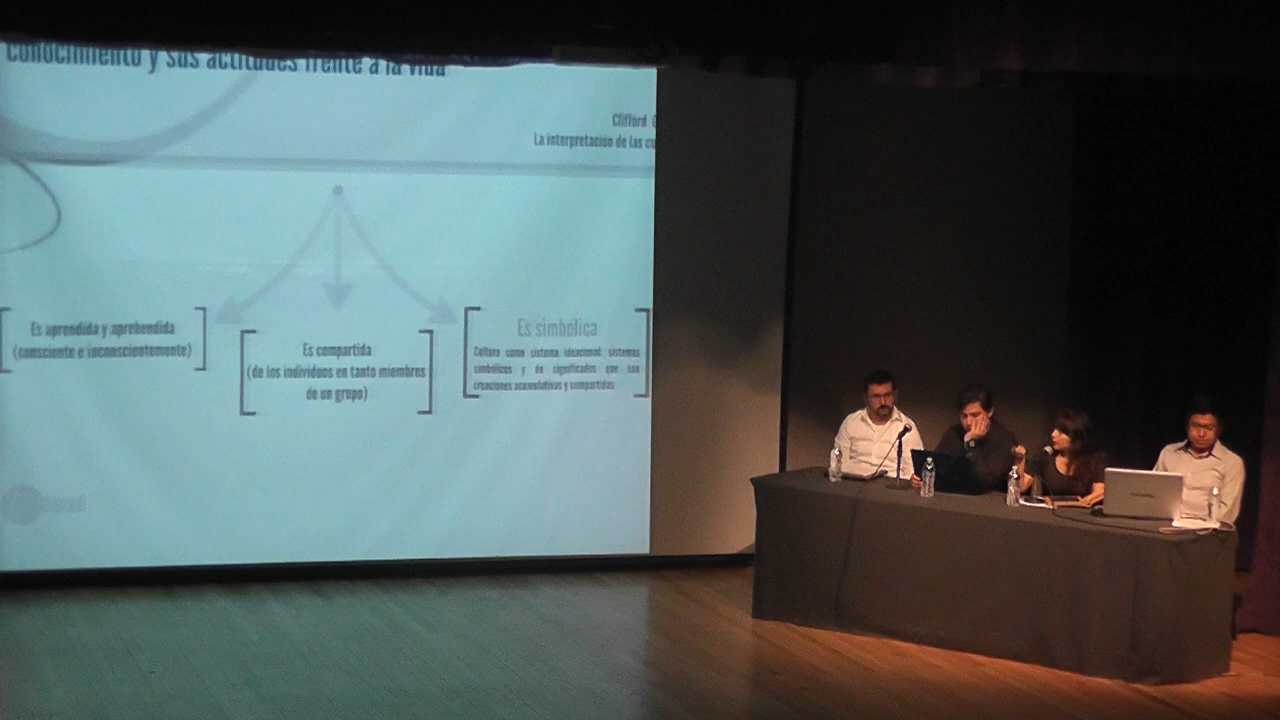 conocimiento y sus actitudes frente a la vida
Clifford
La interpretación de las
Es aprendida y aprehendida
(consciente e inconscientemente)
Es compartida
(de los individuos en tanto miembros
de un grupo)
Es simbólica
Cultura como sistema ideacional: sistemas
simbólicos y de significados que son
creaciones acumulativas y compartidas